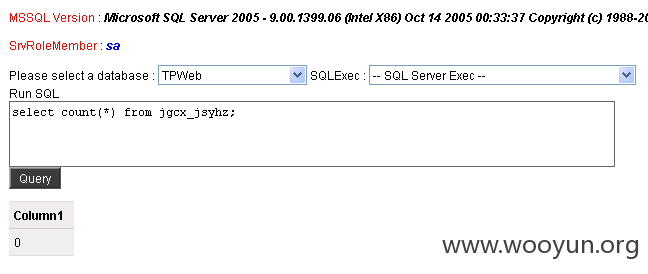 MSSQL Version : Microsoft SQL Server 2005 - 9.00.1399.06 (Intel X86) Oct 14 2005 00:33:37 Copyright (c) 1988-20
SrvRoleMember : sa
Please select a database : TPWeb SQLExec : -- SQL Server Exec --
Run SQL
select count(*) from jgcx_jsyhz;
Query
Column1
0
www.wooyun.org